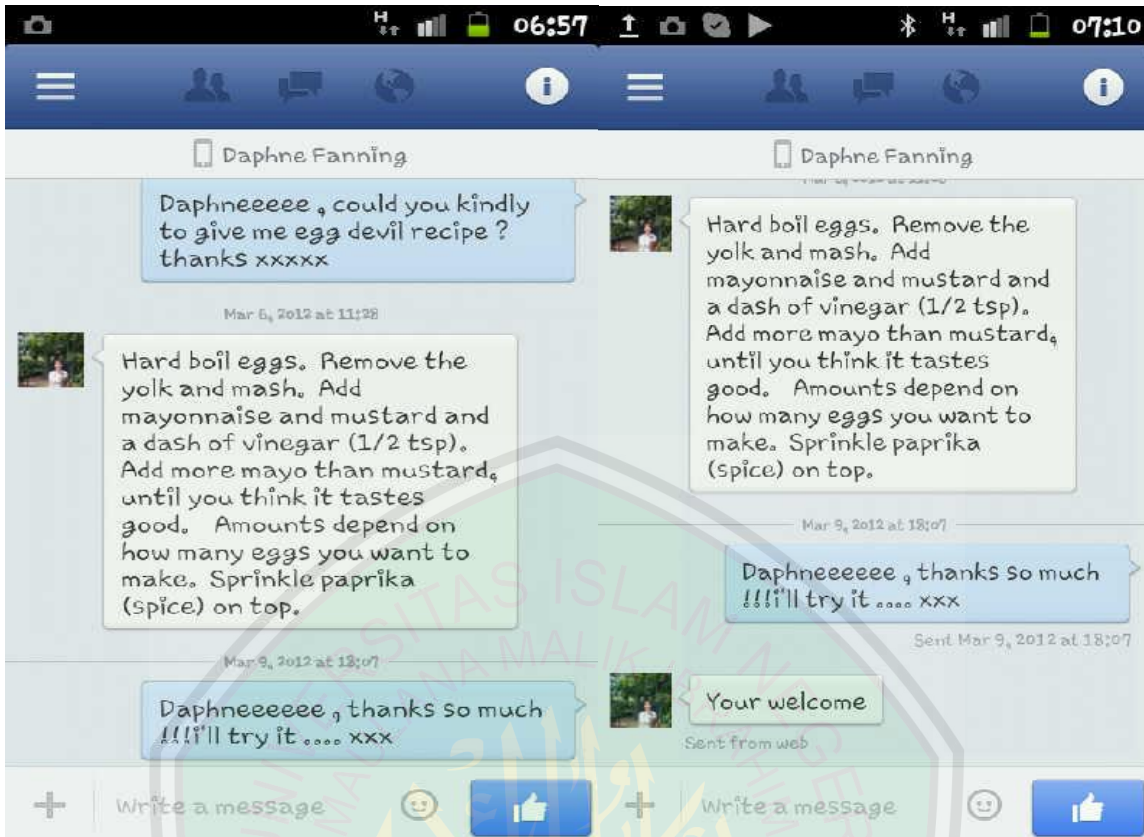 H
06:57
Daphne Fanning
Daphneeeeee , could you kindly
to give me egg devil recipe ?
thanks xxxxx
Mar 6, 2012 at 11:28
Hard boil eggs. Remove the
yolk and mash. Add
mayonnaise and mustard and
a dash of vinegar (1/2 tsp).
Add more mayo than mustard,
until you think it tastes
good. Amounts depend on
how many eggs you want to
make. Sprinkle paprika
(spice) on top.
Mar 9, 2012 at 18:07
Daphneeeeee , thanks so much
!!!i'll try it .... xxx
Write a message
H
07:10
Daphne Fanning
Hard boil eggs. Remove the
yolk and mash. Add
mayonnaise and mustard and
a dash of vinegar (1/2 tsp).
Add more mayo than mustard,
until you think it tastes
good. Amounts depend on
how many eggs you want to
make. Sprinkle paprika
(spice) on top.
Mar 9, 2012 at 18:07
Daphneeeeee , thanks so much
!!!i'll try it .... xxx
Sent Mar 9, 2012 at 18:07
Your welcome
Sent from web
Write a message